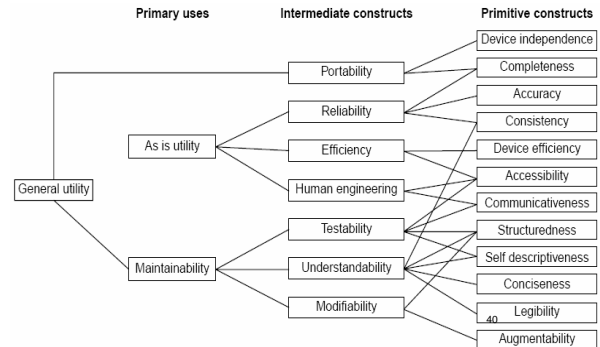 Primary uses
Intermediate constructs
Primitive constructs
Device independence
Portability
Completeness
Accuracy
Reliability
Consistency
As is utility
Efficiency
Device efficiency
Accessibility
General utility
Human engineering
Communicativeness
Testability
Structuredness
Self descriptiveness
Maintainability
Understandability
Conciseness
Modifiability
Legibility
40
Augmentability